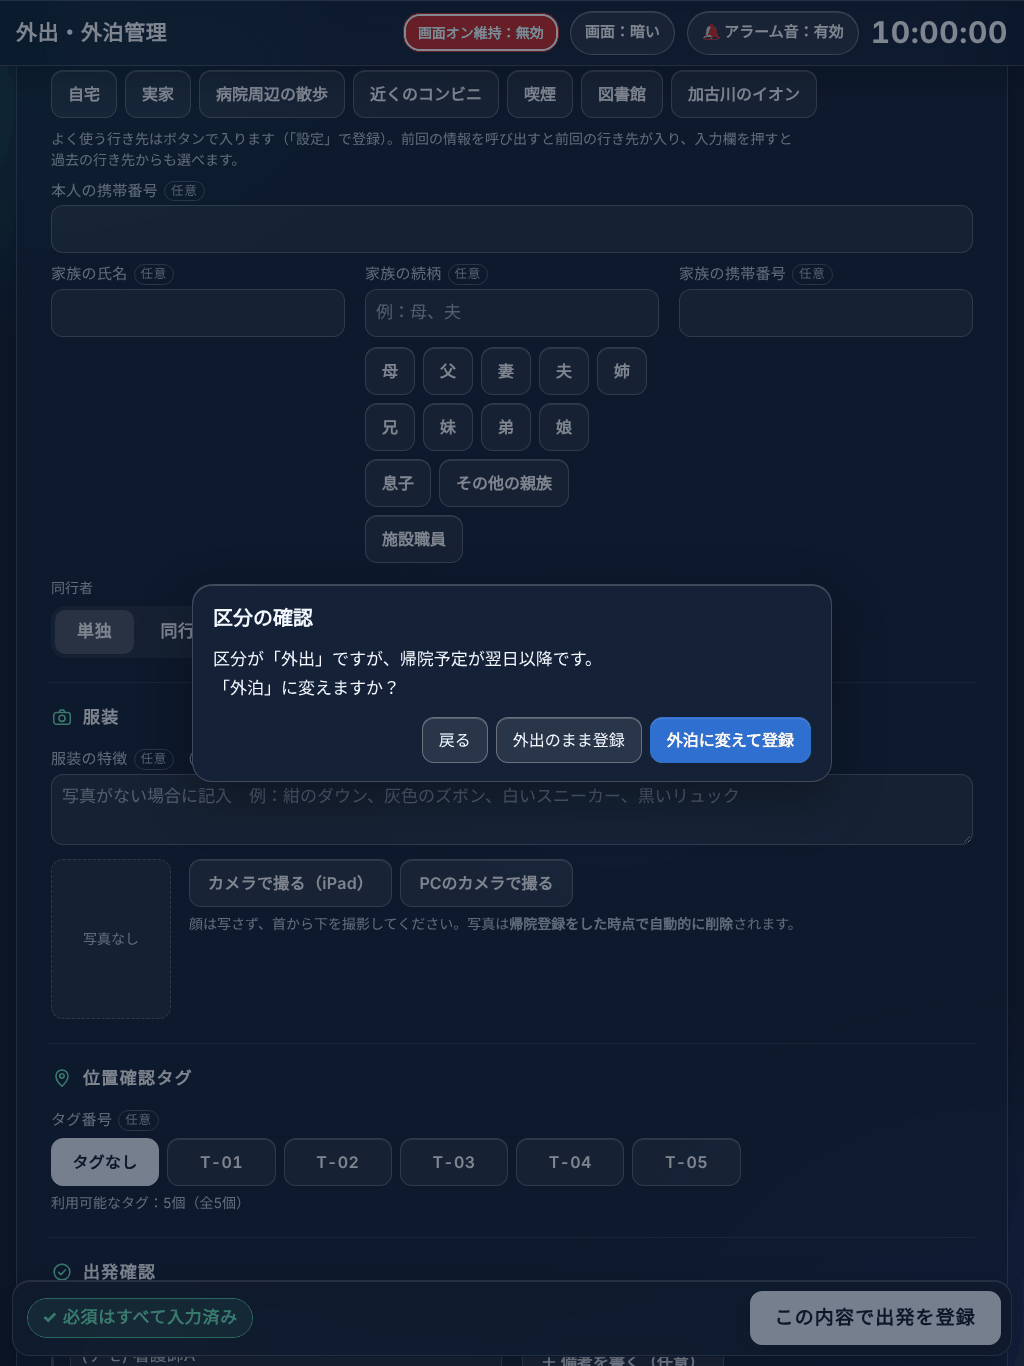 外出・外泊管理
画面オン維持：無効
画面：暗い
アラーム音：有効
10:00:00
自宅
実家
病院周辺の散歩
近くのコンビニ
喫煙
図書館
加古川のイオン
よく使う行き先はボタンで入ります（「設定」で登録）。前回の情報を呼び出すと前回の行き先が入り、入力欄を押すと
過去の行き先からも選べます。
本人の携帯番号 任意
家族の氏名 任意
家族の続柄 任意
家族の携帯番号 任意
例：母、夫
母
父
妻
夫
姉
兄
妹
弟
娘
息子
その他の親族
施設職員
同行者
単独
同行
区分の確認
区分が「外出」ですが、帰院予定が翌日以降です。
「外泊」に変えますか？
戻る
外出のまま登録
外泊に変えて登録
服装
服装の特徴 任意
写真がない場合に記入　例：紺のダウン、灰色のズボン、白いスニーカー、黒いリュック
写真なし
カメラで撮る（iPad）
PCのカメラで撮る
顔は写さず、首から下を撮影してください。写真は帰院登録をした時点で自動的に削除されます。
位置確認タグ
タグ番号 任意
タグなし
T-01
T-02
T-03
T-04
T-05
利用可能なタグ：5個（全5個）
出発確認
✓ 必須はすべて入力済み
この内容で出発を登録
（デモ）看護師A
＋ 備考を書く（任意）